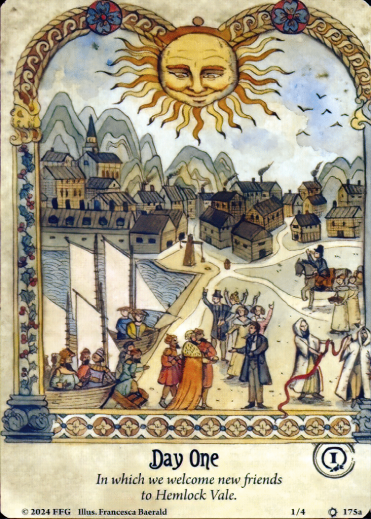 Day One
1
In which we welcome new friends
to Hemlock Vale.
© 2024 FFG Illus. Francesca Baerald 1/4 175a